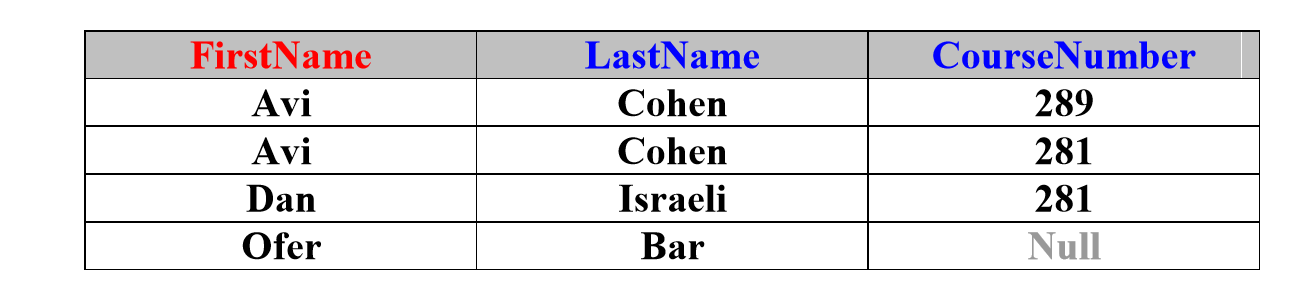 FirstName LastName CourseNumber
Avi Cohen 289
Avi Cohen 281
Dan Israeli 281
Ofer Bar Null